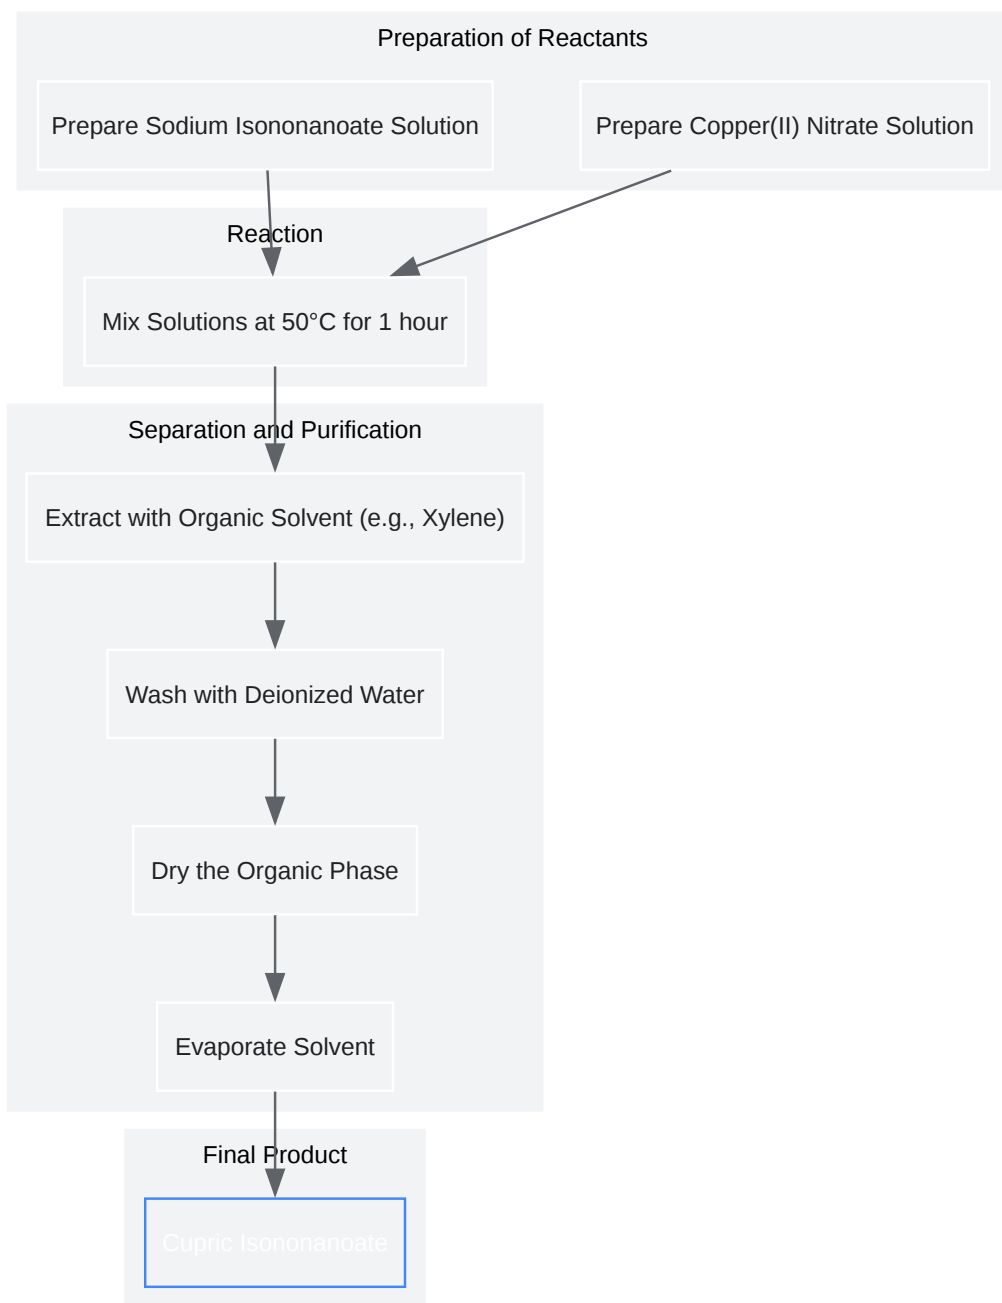 Preparation of Reactants
Prepare Sodium Isononanoate Solution
Prepare Copper(II) Nitrate Solution
Reaction
Mix Solutions at 50°C for 1 hour
Separation and Purification
Extract with Organic Solvent (e.g., Xylene)
Wash with Deionized Water
Dry the Organic Phase
Evaporate Solvent
Final Product
Cupric Isononanoate